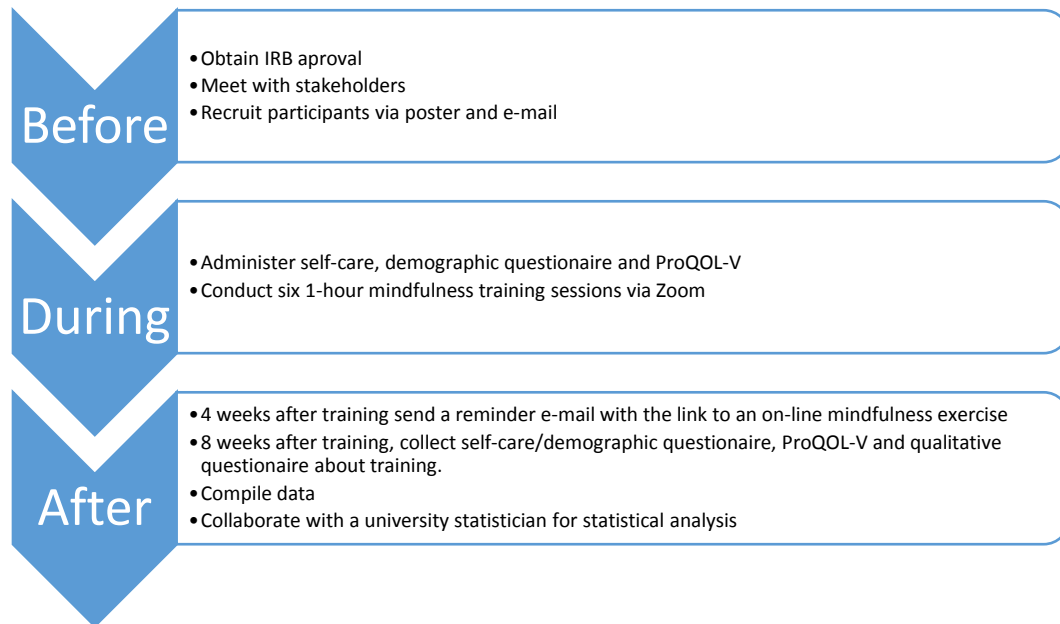 Before
•Obtain IRB aproval
•Meet with stakeholders
•Recruit participants via poster and e-mail
During
•Administer self-care, demographic questionaire and ProQOL-V
•Conduct six 1-hour mindfulness training sessions via Zoom
After
•4 weeks after training send a reminder e-mail with the link to an on-line mindfulness exercise
•8 weeks after training, collect self-care/demographic questionaire, ProQOL-V and qualitative
questionaire about training.
•Compile data
•Collaborate with a university statistician for statistical analysis